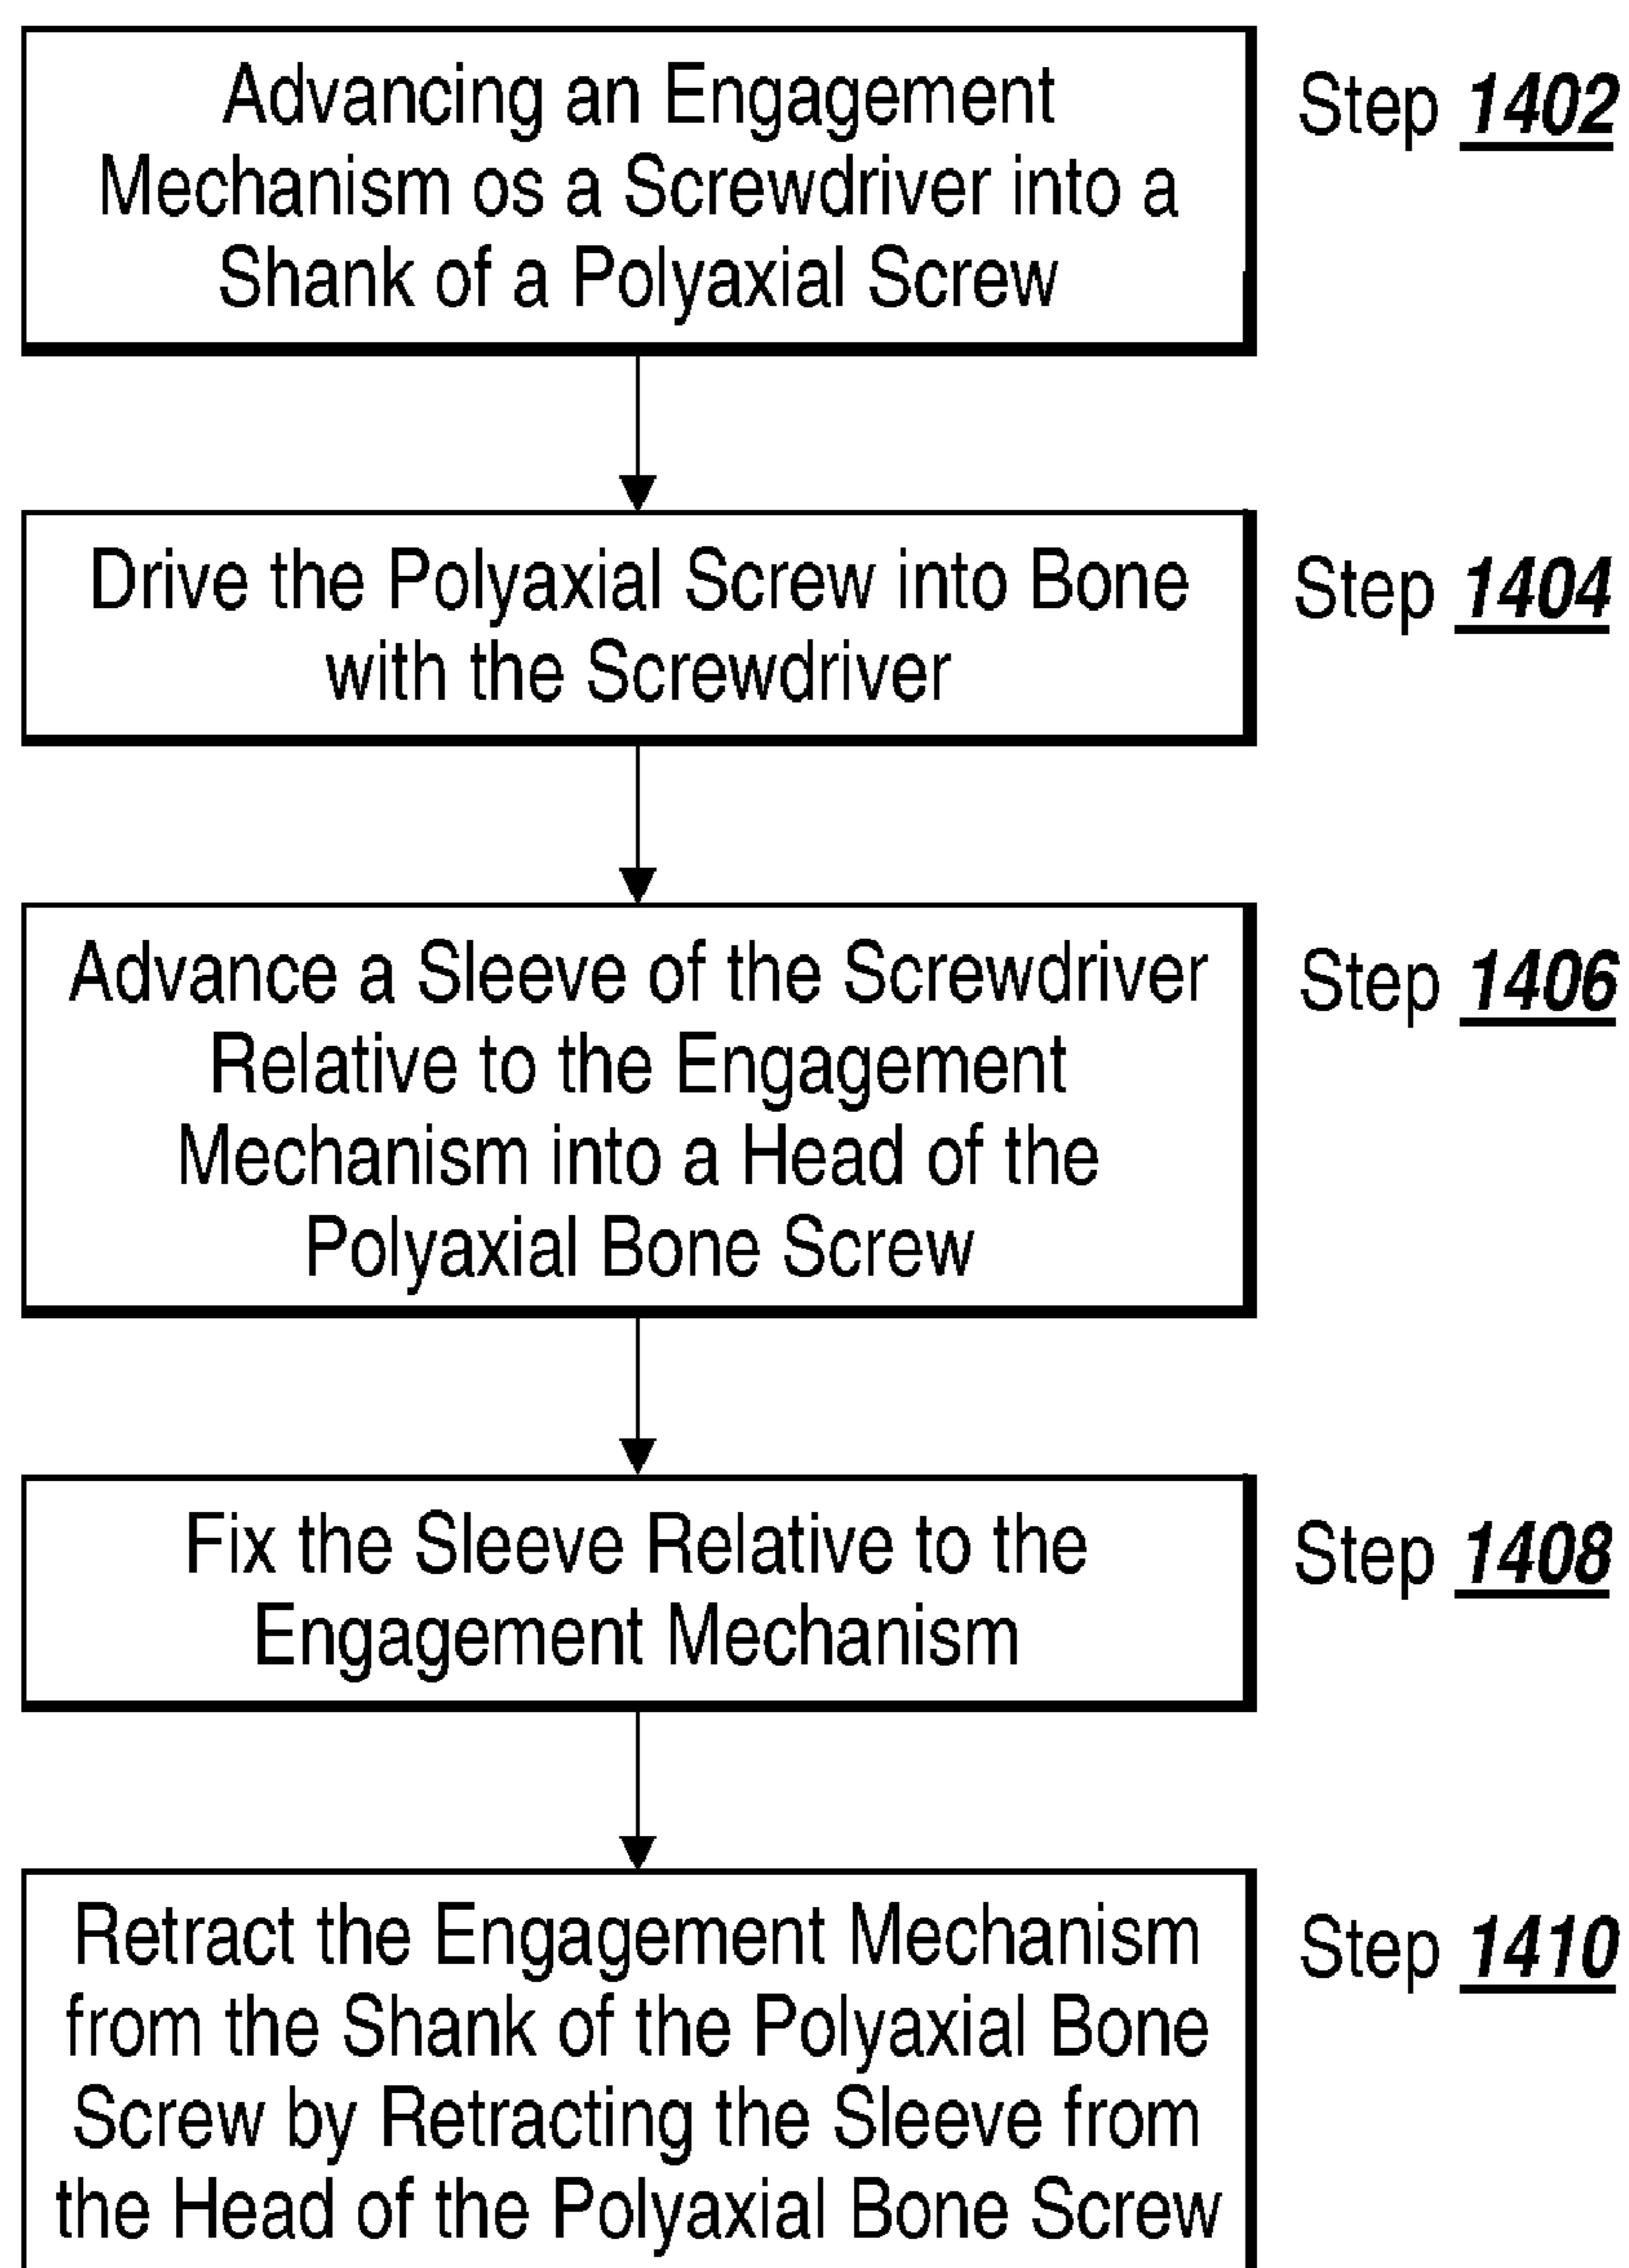 Advancing an Engagement
Mechanism os a Screwdriver into a
Shank of a Polyaxial Screw
Step 1402
Drive the Polyaxial Screw into Bone
with the Screwdriver
Step 1404
Advance a Sleeve of the Screwdriver
Relative to the Engagement
Mechanism into a Head of the
Polyaxial Bone Screw
Step 1406
Fix the Sleeve Relative to the
Engagement Mechanism
Step 1408
Retract the Engagement Mechanism
from the Shank of the Polyaxial Bone
Screw by Retracting the Sleeve from
the Head of the Polyaxial Bone Screw
Step 1410